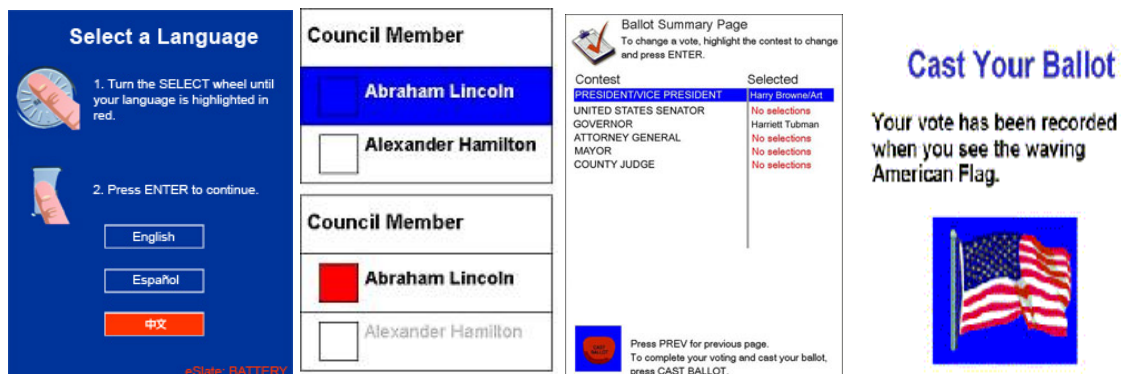 Select a Language
1. Turn the SELECT wheel until
your language is highlighted in
red.
2. Press ENTER to continue.
English
Español
中文
eSlate: BATTERY
Council Member
Abraham Lincoln
Alexander Hamilton
Council Member
Abraham Lincoln
Alexander Hamilton
Ballot Summary Page
To change a vote, highlight the contest to change
and press ENTER.
Contest Selected
PRESIDENT/VICE PRESIDENT Harry Browne/Art
UNITED STATES SENATOR No selections
GOVERNOR Harriett Tubman
ATTORNEY GENERAL No selections
MAYOR No selections
COUNTY JUDGE No selections
CAST
BALLOT
Press PREV for previous
page.
To complete your voting and cast your ballot,
press CAST BALLOT.
Cast Your Ballot
Your vote has been recorded
when you see the waving
American Flag.